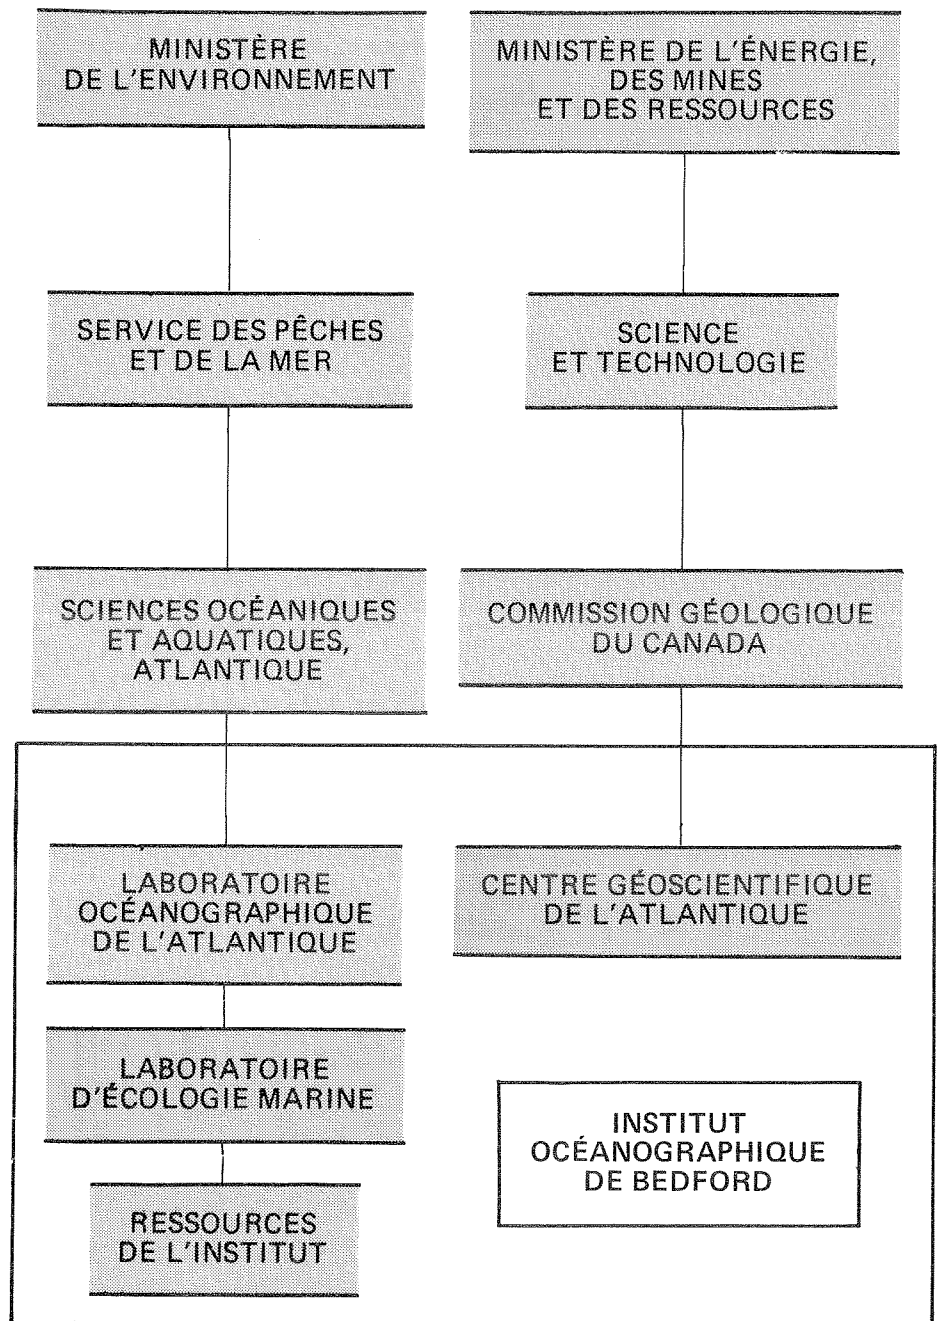 MINISTÈRE
DE L'ENVIRONNEMENT
MINISTÈRE DE L'ÉNERGIE,
DES MINES
ET DES RESSOURCES
SERVICE DES PÊCHES
ET DE LA MER
SCIENCE
ET TECHNOLOGIE
SCIENCES OCÉANIQUES
ET AQUATIQUES,
ATLANTIQUE
COMMISSION GÉOLOGIQUE
DU CANADA
LABORATOIRE
OCÉANOGRAPHIQUE
DE L'ATLANTIQUE
CENTRE GÉOSCIENTIFIQUE
DE L'ATLANTIQUE
LABORATOIRE
D'ÉCOLOGIE MARINE
INSTITUT
OCÉANOGRAPHIQUE
DE BEDFORD
RESSOURCES
DE L'INSTITUT